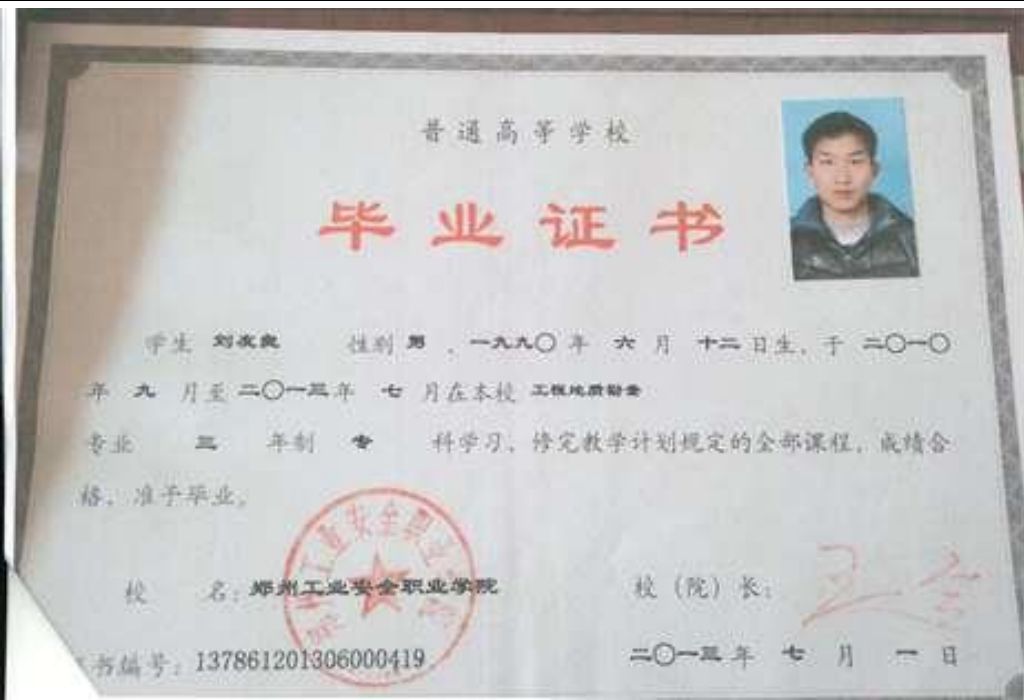 普通高等学校
毕业证书
学生 刘友良 性别 男 ，一九九〇年 六 月 十二日生，于 二〇一〇
年 九 月至二〇一三年 七 月在本校 工程地质勘查
专业 三 年制 专 科学习，修完教学计划规定的全部课程，成绩合
格，准予毕业。
校 名：郑州工业安全职业学院 校（院）长：
书编号：137861201306000419 二〇一三年 七 月 一 日